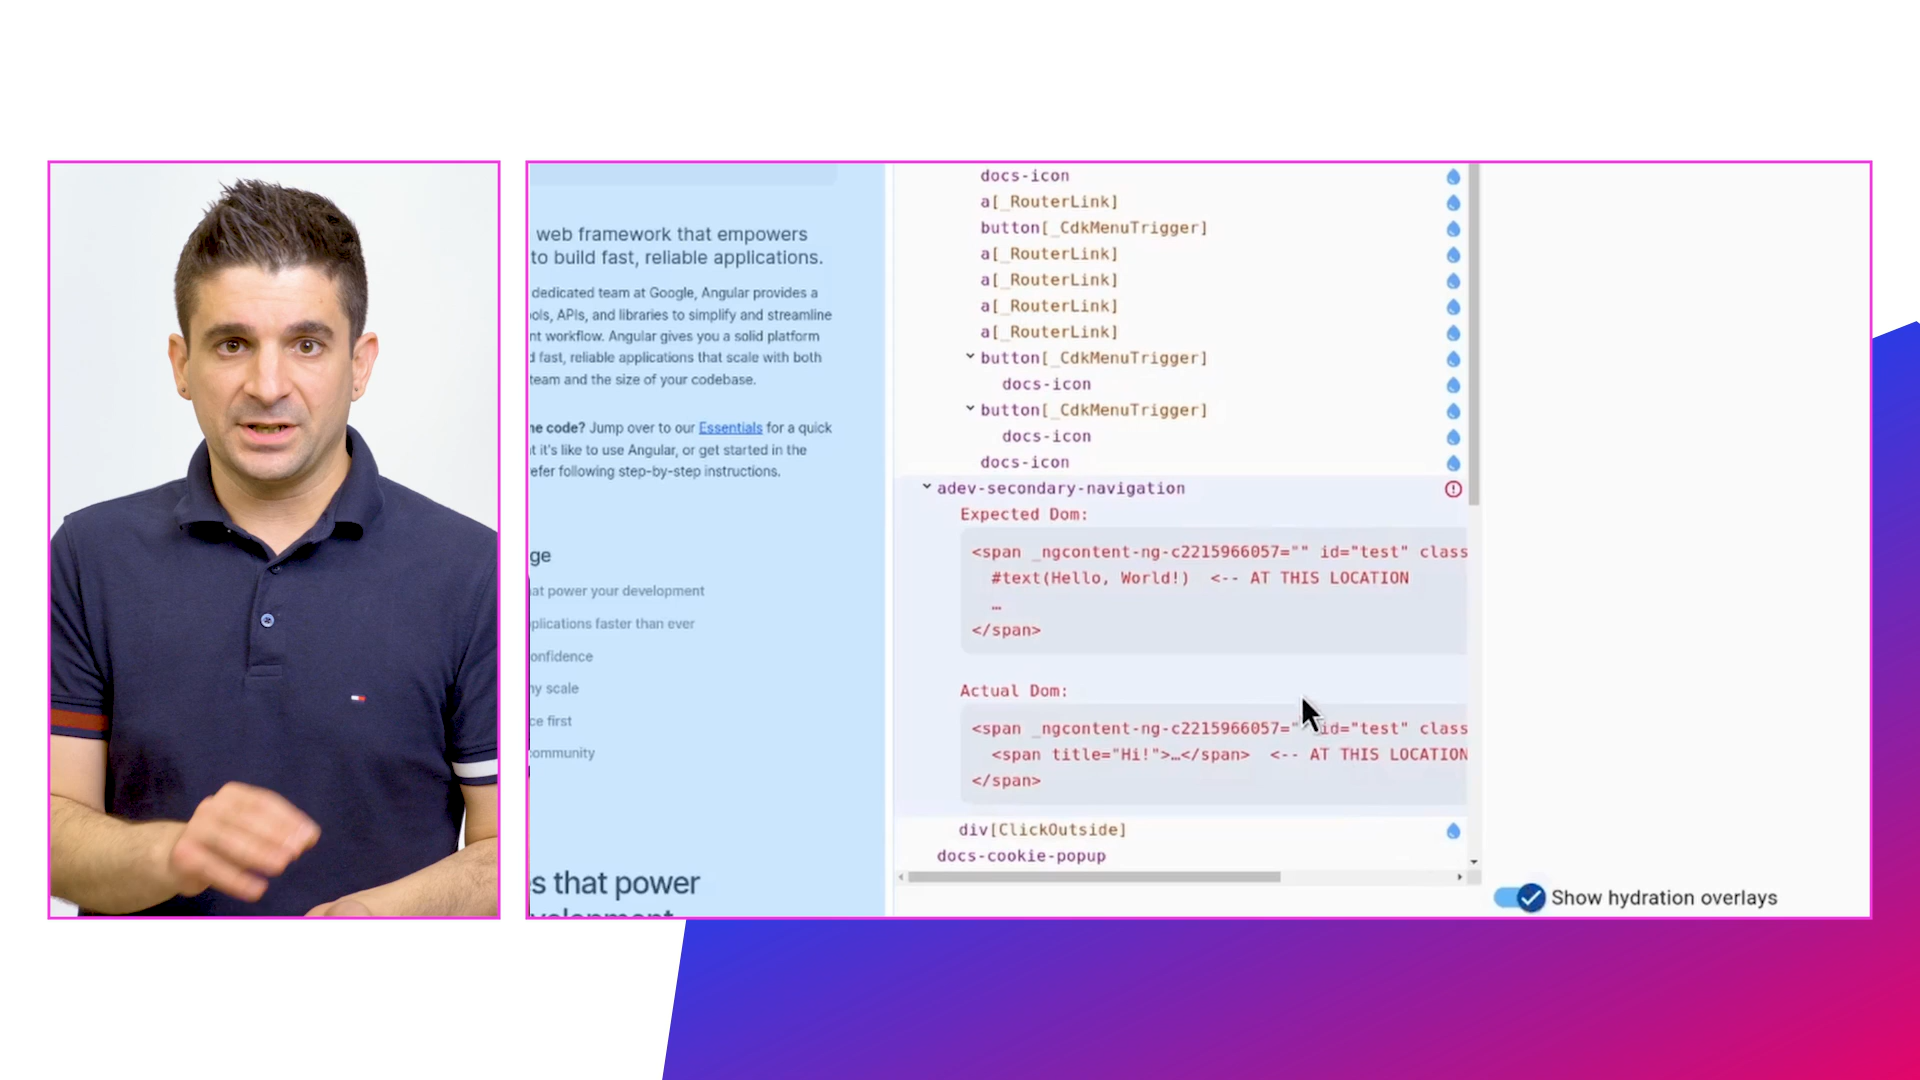 web framework that empowers
to build fast, reliable applications.
dedicated team at Google, Angular provides a
ols, APIs, and libraries to simplify and streamline
nt workflow. Angular gives you a solid platform
d fast, reliable applications that scale with both
team and the size of your codebase.
he code? Jump over to our Essentials for a quick
t it's like to use Angular, or get started in the
efer following step-by-step instructions.
ge
at power your development
plications faster than ever
onfidence
ny scale
ce first
ommunity
s that power
velopment
docs-icon
a[_RouterLink]
button[_CdkMenuTrigger]
a[_RouterLink]
a[_RouterLink]
a[_RouterLink]
a[_RouterLink]
button[_CdkMenuTrigger]
docs-icon
button[_CdkMenuTrigger]
docs-icon
docs-icon
adev-secondary-navigation
Expected Dom:
<span _ngcontent-ng-c2215966057="" id="test" class
#text(Hello, World!) <-- AT THIS LOCATION
…
</span>
Actual Dom:
<span _ngcontent-ng-c2215966057="" id="test" class
<span title="Hi!">…</span> <-- AT THIS LOCATION
</span>
div[ClickOutside]
docs-cookie-popup
Show hydration overlays